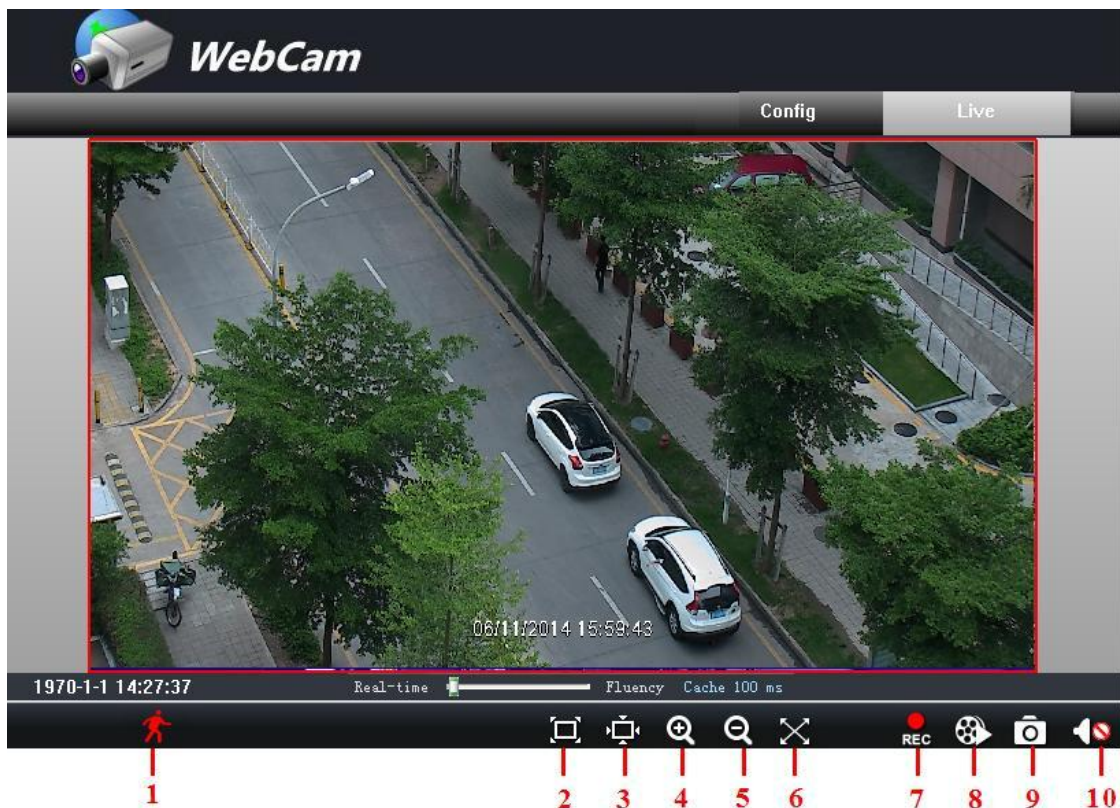 WebCam
Config Live
06/11/2014 15:59:43
1970-1-1 14:27:37 Real-time Fluency Cache 100 ms
REC
1 2 3 4 5 6 7 8 9 10